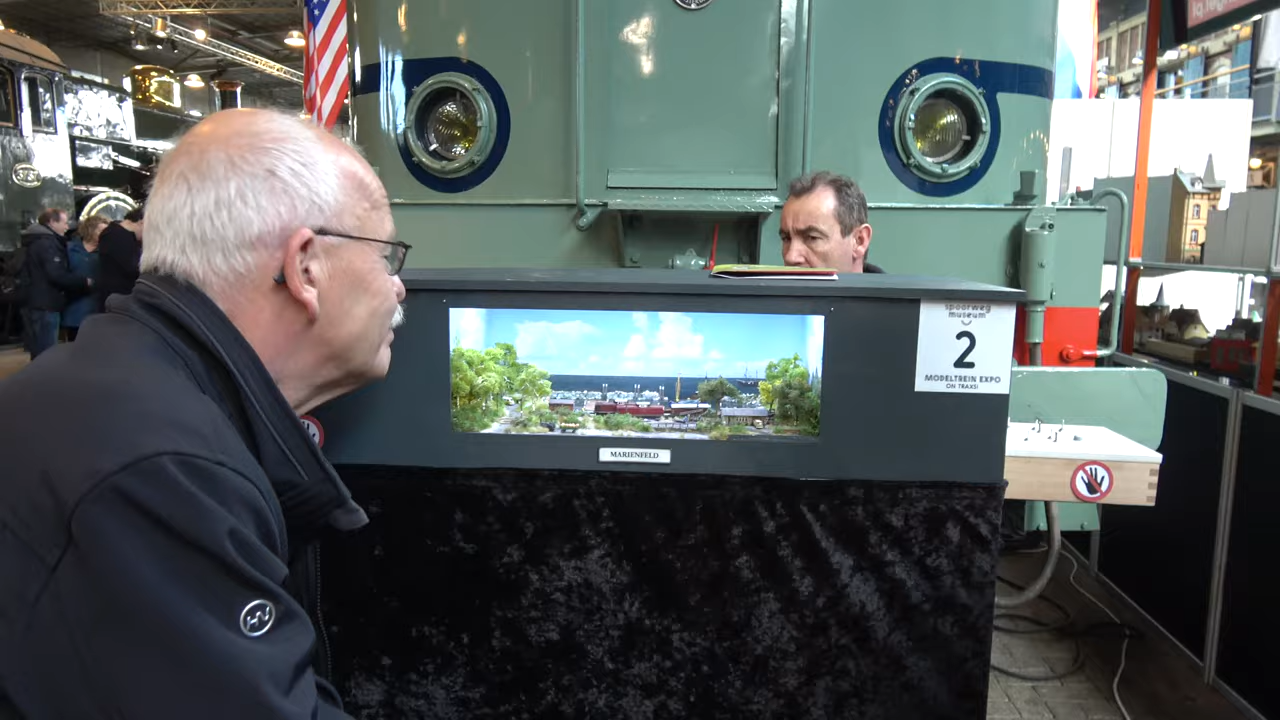 spoorweg
museum
2
MODELTREIN EXPO
ON TRAXS!
MARIENFELD